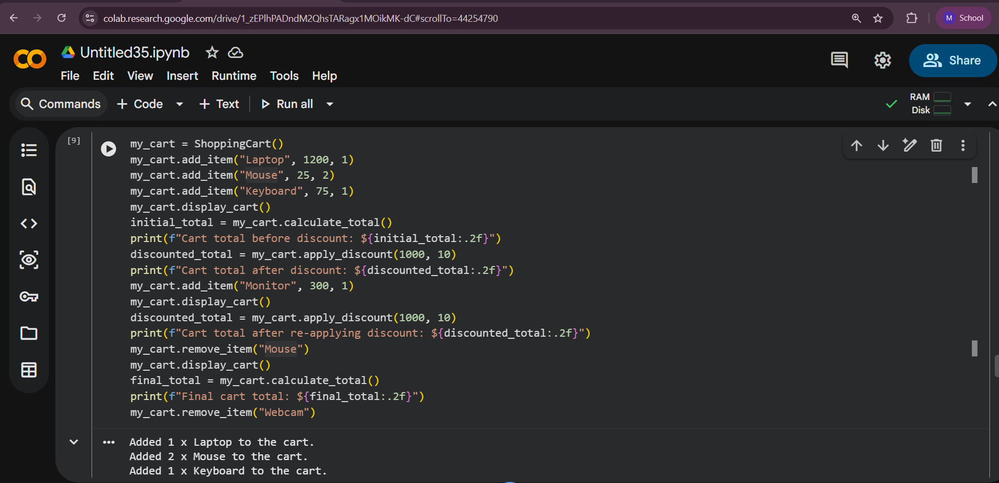 colab.research.google.com/drive/1_zEPlhPADndM2QhsTARagx1MOikMK-dC#scrollTo=44254790
M School
Untitled35.ipynb
File Edit View Insert Runtime Tools Help
Share
Commands + Code + Text Run all
RAM
Disk
[9]
my_cart = ShoppingCart()
my_cart.add_item("Laptop", 1200, 1)
my_cart.add_item("Mouse", 25, 2)
my_cart.add_item("Keyboard", 75, 1)
my_cart.display_cart()
initial_total = my_cart.calculate_total()
print(f"Cart total before discount: ${initial_total:.2f}")
discounted_total = my_cart.apply_discount(1000, 10)
print(f"Cart total after discount: ${discounted_total:.2f}")
my_cart.add_item("Monitor", 300, 1)
my_cart.display_cart()
discounted_total = my_cart.apply_discount(1000, 10)
print(f"Cart total after re-applying discount: ${discounted_total:.2f}")
my_cart.remove_item("Mouse")
my_cart.display_cart()
final_total = my_cart.calculate_total()
print(f"Final cart total: ${final_total:.2f}")
my_cart.remove_item("Webcam")
Added 1 x Laptop to the cart.
Added 2 x Mouse to the cart.
Added 1 x Keyboard to the cart.